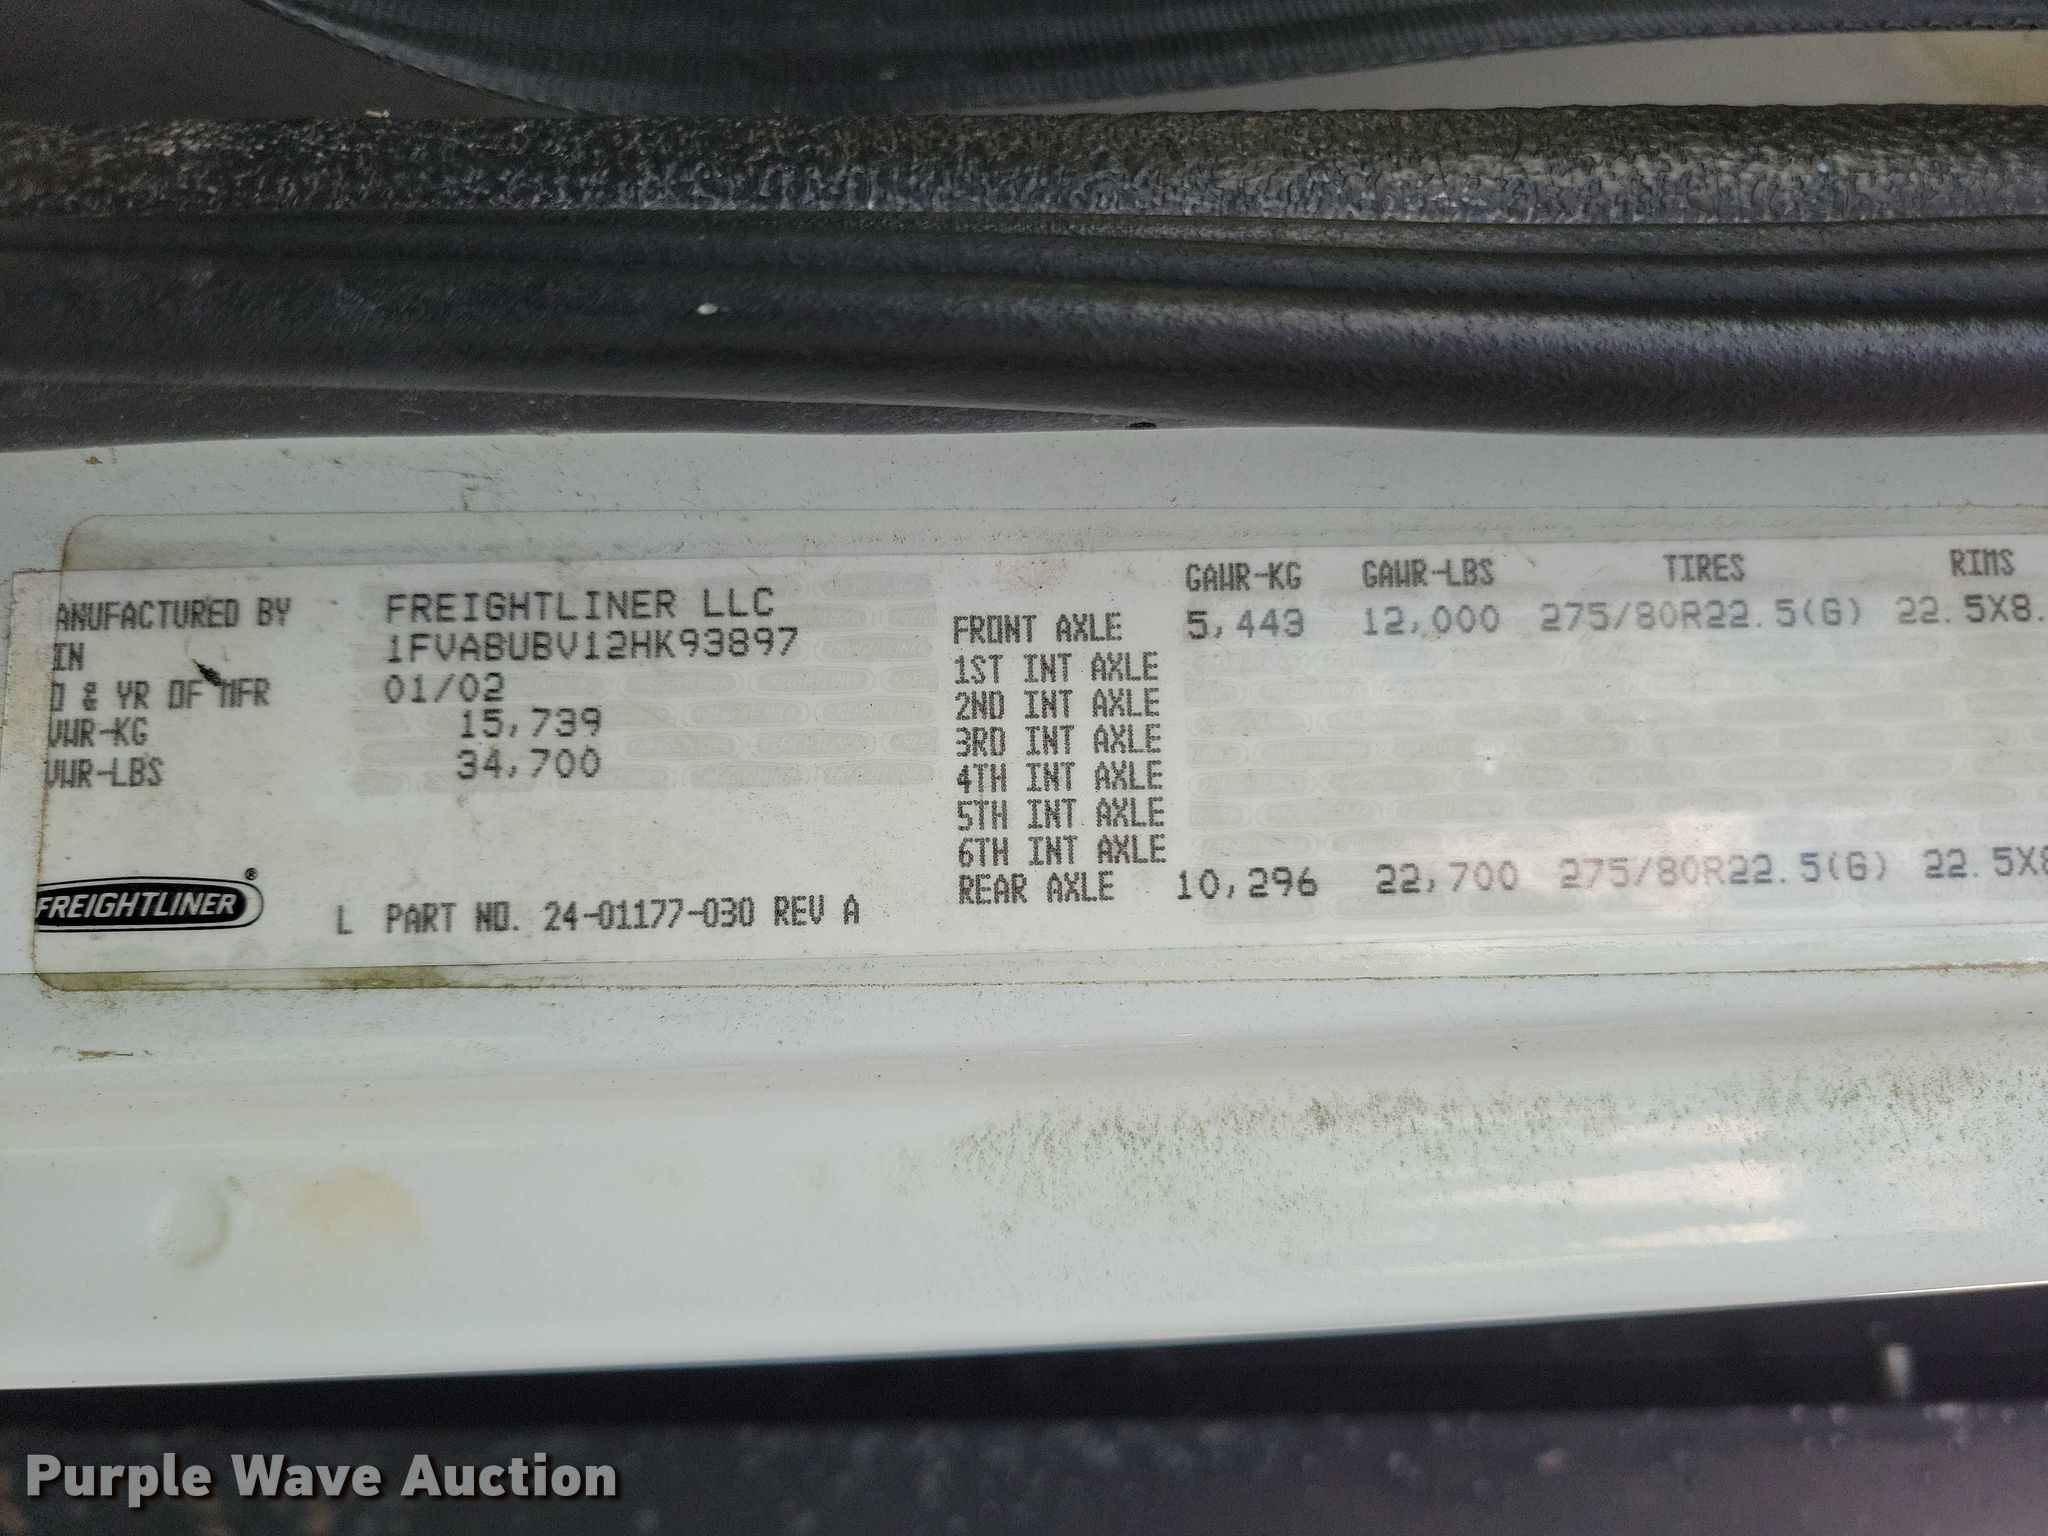 GAWR-KG GAWR-LBS TIRES RIMS
ANUFACTURED BY FREIGHTLINER LLC
IN 1FVABUBV12HK93897
O & YR OF MFR 01/02
VWR-KG 15,739
VWR-LBS 34,700
FRONT AXLE 5,443 12,000 275/80R22.5(G) 22.5X8.
1ST INT AXLE
2ND INT AXLE
3RD INT AXLE
4TH INT AXLE
5TH INT AXLE
6TH INT AXLE
REAR AXLE 10,296 22,700 275/80R22.5(G) 22.5X8
FREIGHTLINER®
L PART NO. 24-01177-030 REV A
Purple Wave Auction